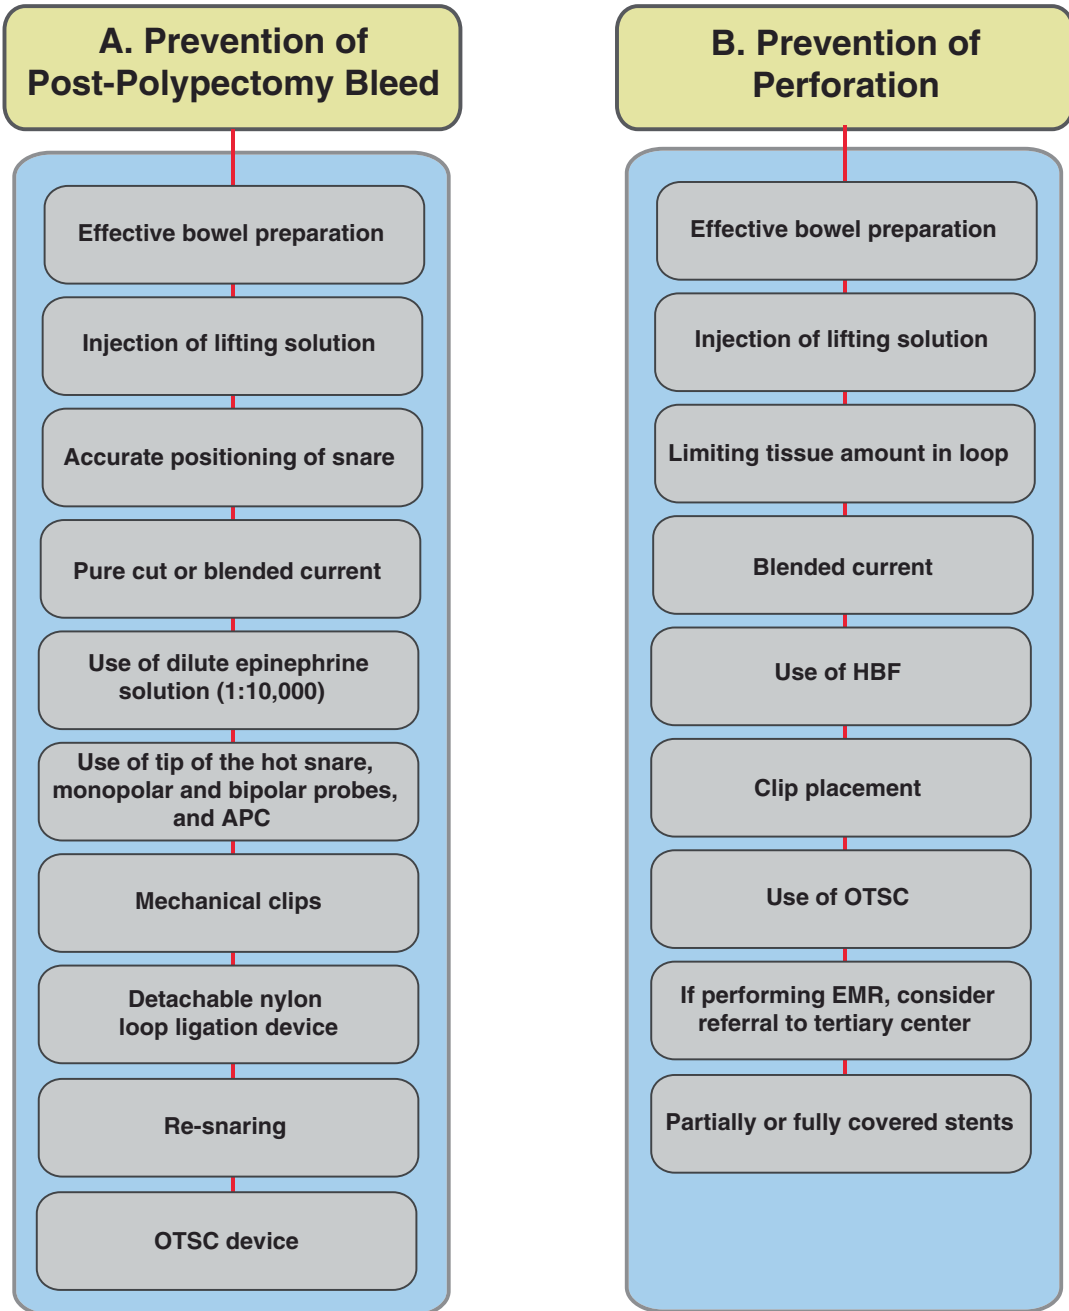 A. Prevention of
Post-Polypectomy Bleed
Effective bowel preparation
Injection of lifting solution
Accurate positioning of snare
Pure cut or blended current
Use of dilute epinephrine
solution (1:10,000)
Use of tip of the hot snare,
monopolar and bipolar probes,
and APC
Mechanical clips
Detachable nylon
loop ligation device
Re-snaring
OTSC device
B. Prevention of
Perforation
Effective bowel preparation
Injection of lifting solution
Limiting tissue amount in loop
Blended current
Use of HBF
Clip placement
Use of OTSC
If performing EMR, consider
referral to tertiary center
Partially or fully covered stents